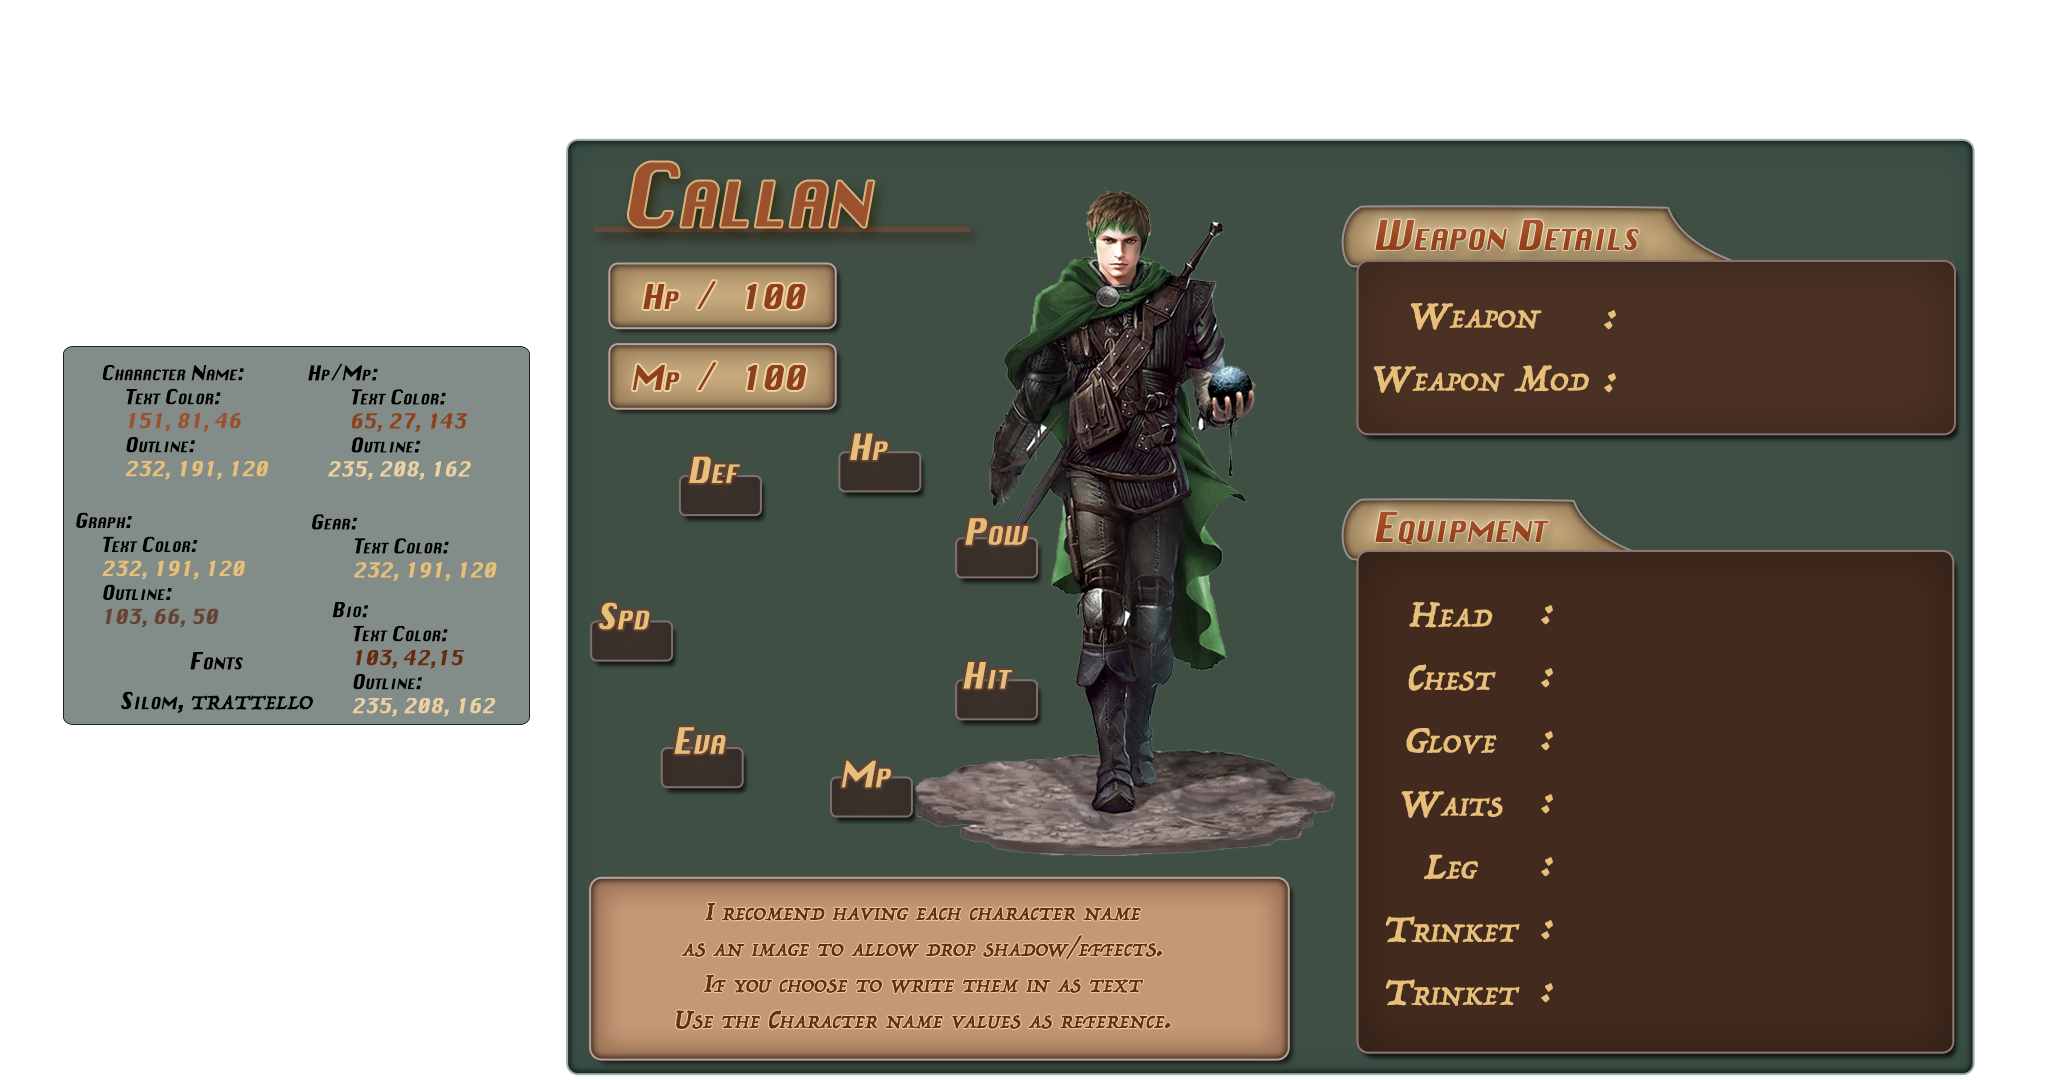 Character Name:
Text Color:
151, 81, 46
Outline:
232, 191, 120
Hp/Mp:
Text Color:
65, 27, 143
Outline:
235, 208, 162
Graph:
Text Color:
232, 191, 120
Outline:
103, 66, 50
Gear:
Text Color:
232, 191, 120
Bio:
Text Color:
103, 42,15
Outline:
235, 208, 162
Fonts
Silom, trattello
Callan
Hp / 100
Mp / 100
Hp
Def
Pow
Spd
Hit
Eva
Mp
I recomend having each character name
as an image to allow drop shadow/effects.
If you choose to write them in as text
Use the Character name values as reference.
Weapon Details
Weapon :
Weapon Mod :
Equipment
Head :
Chest :
Glove :
Waits :
Leg :
Trinket :
Trinket :